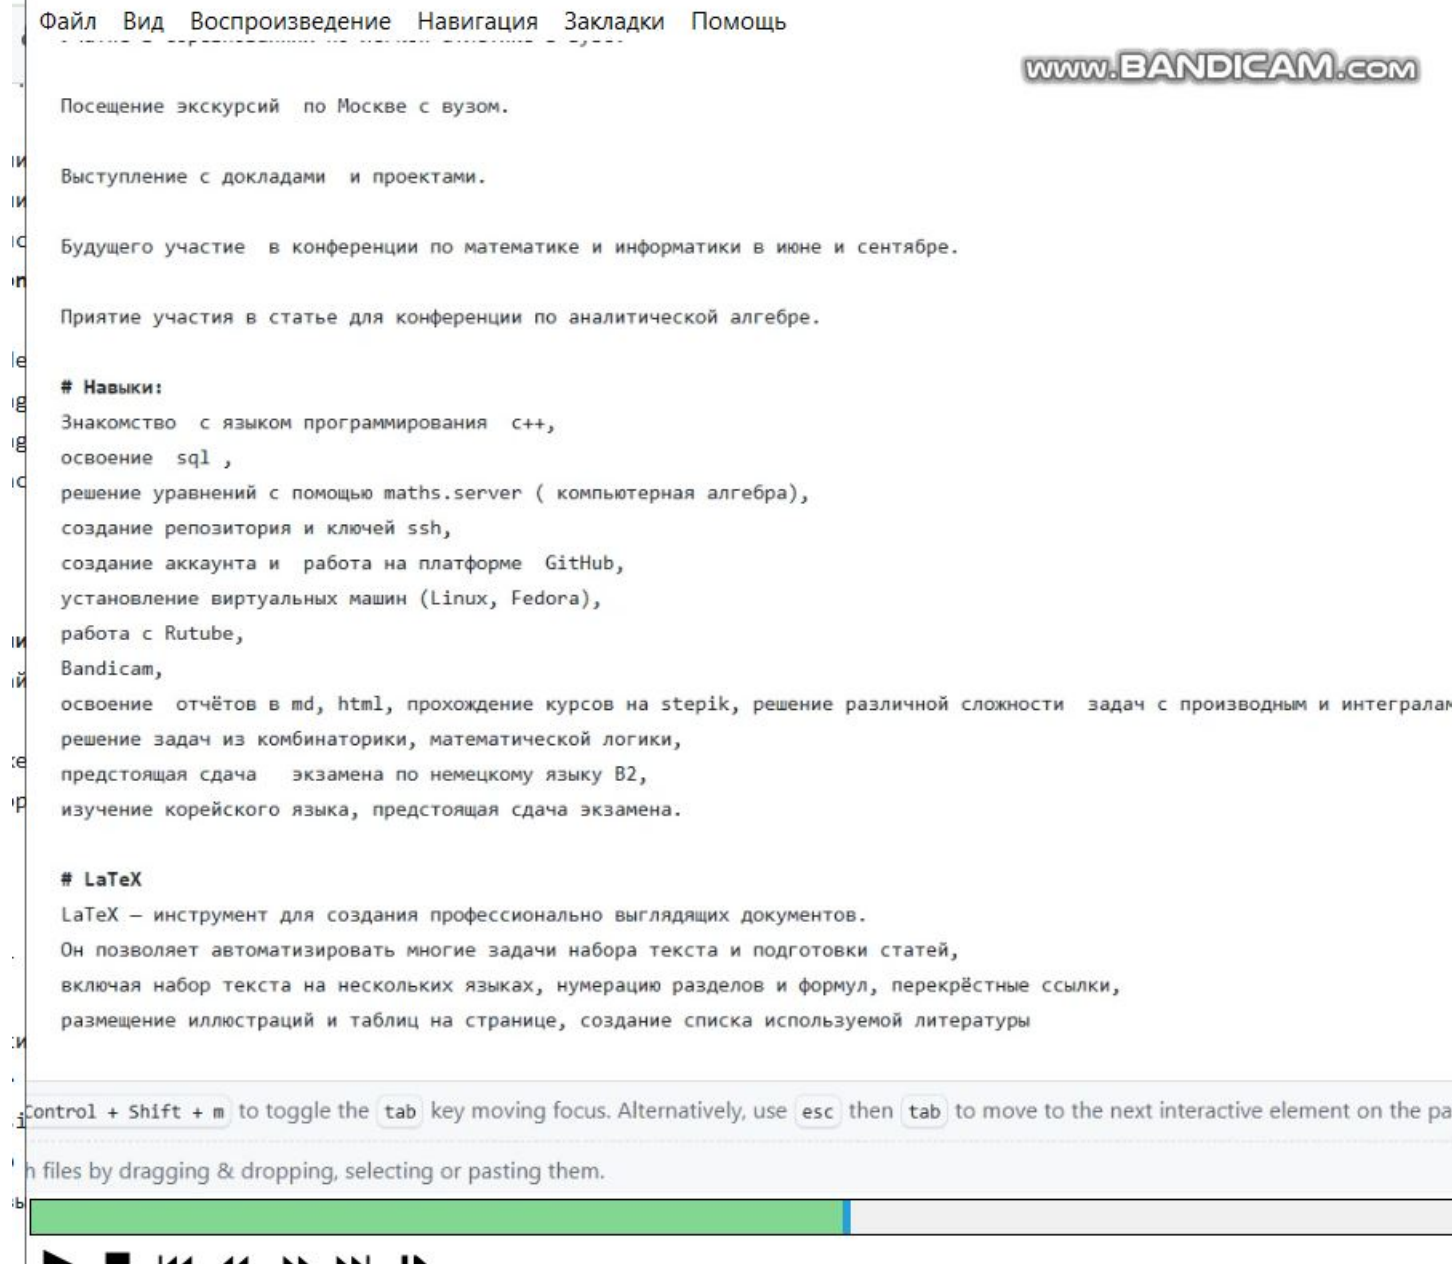 Файл Вид Воспроизведение Навигация Закладки Помощь
www.BANDICAM.com
Посещение экскурсий  по Москве с вузом.
Выступление с докладами  и проектами.
Будущего участие  в конференции по математике и информатики в июне и сентябре.
Приятие участия в статье для конференции по аналитической алгебре.
# Навыки:
Знакомство  с языком программирования  с++,
освоение  sql ,
решение уравнений с помощью maths.server ( компьютерная алгебра),
создание репозитория и ключей ssh,
создание аккаунта и  работа на платформе  GitHub,
установление виртуальных машин (Linux, Fedora),
работа с Rutube,
Bandicam,
освоение  отчётов в md, html, прохождение курсов на stepik, решение различной сложности  задач с производным и интеграла
решение задач из комбинаторики, математической логики,
предстоящая сдача   экзамена по немецкому языку B2,
изучение корейского языка, предстоящая сдача экзамена.
# LaTeX
LaTeX — инструмент для создания профессионально выглядящих документов.
Он позволяет автоматизировать многие задачи набора текста и подготовки статей,
включая набор текста на нескольких языках, нумерацию разделов и формул, перекрёстные ссылки,
размещение иллюстраций и таблиц на странице, создание списка используемой литературы
Control + Shift + m to toggle the tab key moving focus. Alternatively, use esc then tab to move to the next interactive element on the pa
h files by dragging & dropping, selecting or pasting them.